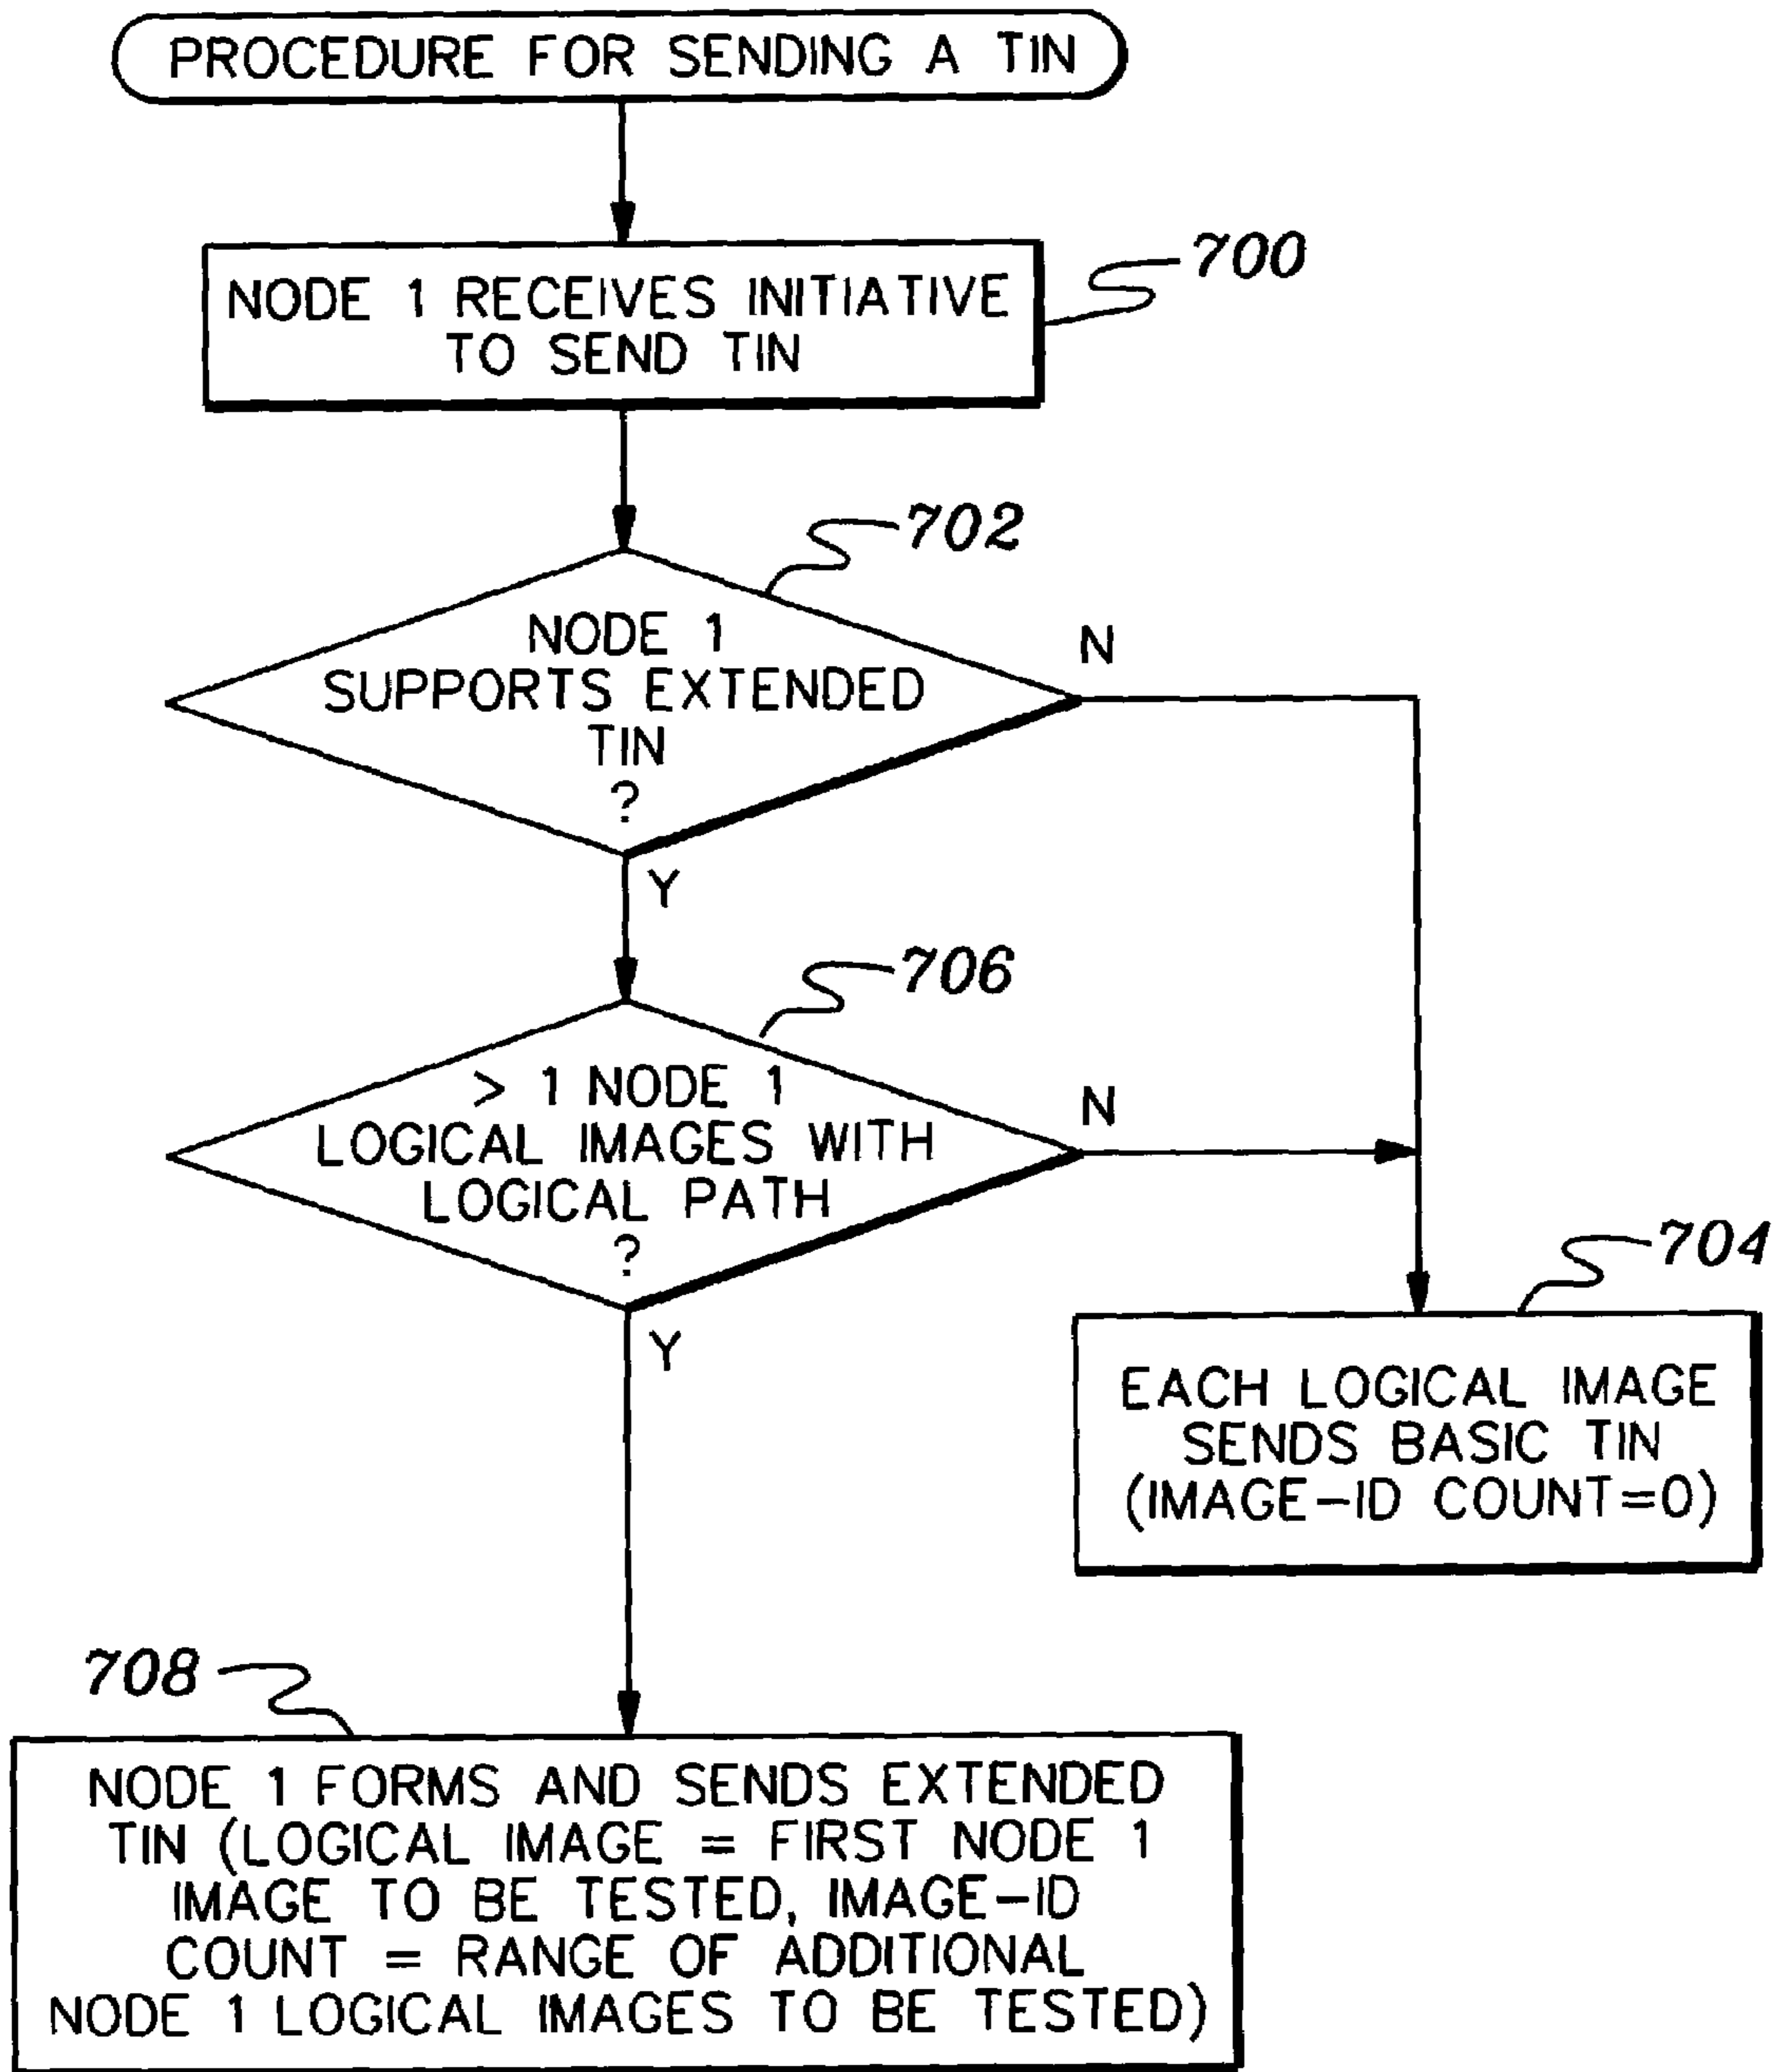 PROCEDURE FOR SENDING A TIN
NODE 1 RECEIVES INITIATIVE
TO SEND TIN
700
702
NODE 1
SUPPORTS EXTENDED
TIN
?
N
Y
706
> 1 NODE 1
LOGICAL IMAGES WITH
LOGICAL PATH
?
N
Y
704
EACH LOGICAL IMAGE
SENDS BASIC TIN
(IMAGE-ID COUNT=0)
708
NODE 1 FORMS AND SENDS EXTENDED
TIN (LOGICAL IMAGE = FIRST NODE 1
IMAGE TO BE TESTED, IMAGE-ID
COUNT = RANGE OF ADDITIONAL
NODE 1 LOGICAL IMAGES TO BE TESTED)